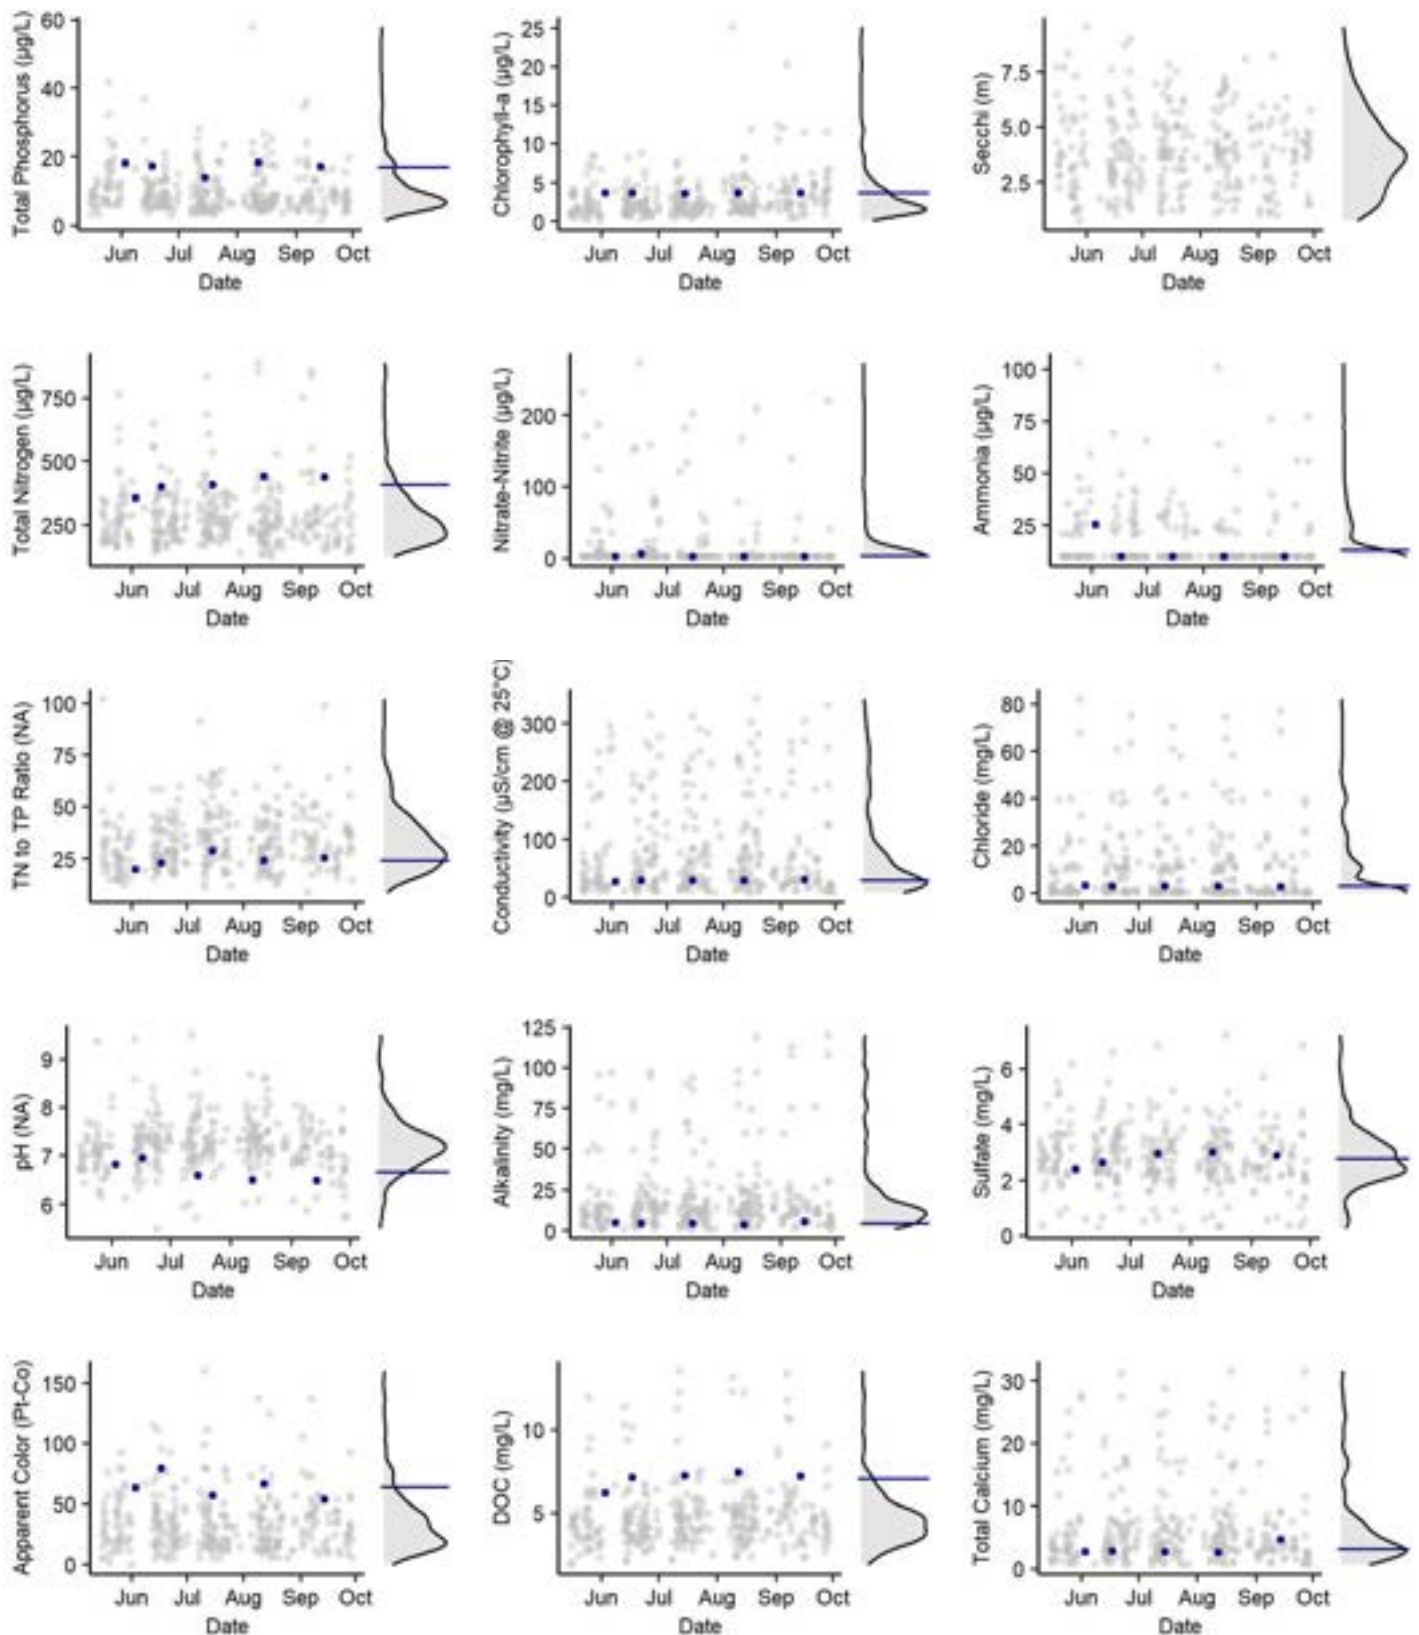 Total Phosphorus (µg/L)
60
40
20
0
Jun Jul Aug Sep Oct
Date
Chlorophyll-a (µg/L)
25
20
15
10
5
0
Jun Jul Aug Sep Oct
Date
Secchi (m)
7.5
5.0
2.5
Jun Jul Aug Sep Oct
Date
Total Nitrogen (µg/L)
750
500
250
Jun Jul Aug Sep Oct
Date
Nitrate-Nitrite (µg/L)
200
100
0
Jun Jul Aug Sep Oct
Date
Ammonia (µg/L)
100
75
50
25
Jun Jul Aug Sep Oct
Date
TN to TP Ratio (NA)
100
75
50
25
Jun Jul Aug Sep Oct
Date
Conductivity (µS/cm @ 25°C)
300
200
100
0
Jun Jul Aug Sep Oct
Date
Chloride (mg/L)
80
60
40
20
0
Jun Jul Aug Sep Oct
Date
pH (NA)
9
8
7
6
Jun Jul Aug Sep Oct
Date
Alkalinity (mg/L)
125
100
75
50
25
0
Jun Jul Aug Sep Oct
Date
Sulfate (mg/L)
6
4
2
0
Jun Jul Aug Sep Oct
Date
Apparent Color (Pt-Co)
150
100
50
0
Jun Jul Aug Sep Oct
Date
DOC (mg/L)
10
5
Jun Jul Aug Sep Oct
Date
Total Calcium (mg/L)
30
20
10
0
Jun Jul Aug Sep Oct
Date